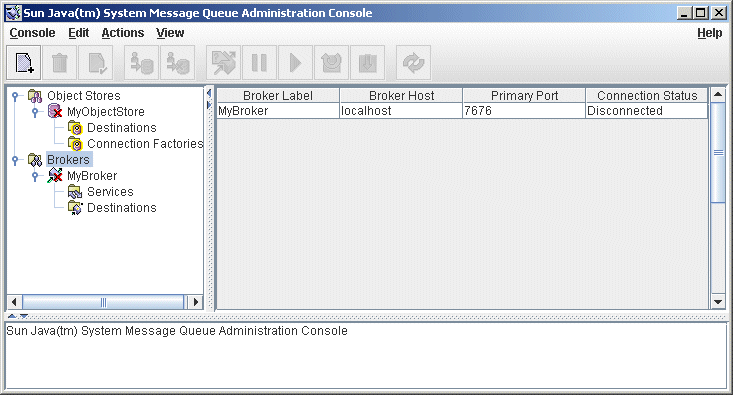 Sun Java(tm) System Message Queue Administration Console
Console Edit Actions View Help
Object Stores
MyObjectStore
Destinations
Connection Factories
Brokers
MyBroker
Services
Destinations
Broker Label Broker Host Primary Port Connection Status
MyBroker localhost 7676 Disconnected
Sun Java(tm) System Message Queue Administration Console